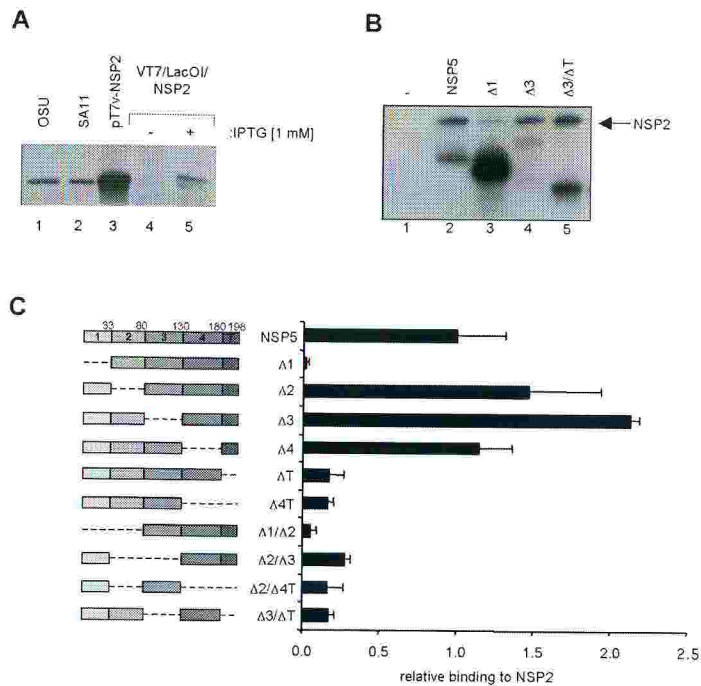 A
OSU
SA11
pT7v-NSP2
VT7/LacOI/
NSP2
- +
:IPTG [1 mM]
1 2 3 4 5
B
- NSP5 Δ1 Δ3 Δ3/ΔT
NSP2
1 2 3 4 5
C
33 80 130 180 198
1 2 3 4
NSP5
Δ1
Δ2
Δ3
Δ4
ΔT
Δ4T
Δ1/Δ2
Δ2/Δ3
Δ2/Δ4T
Δ3/ΔT
0.0 0.5 1.0 1.5 2.0 2.5
relative binding to NSP2